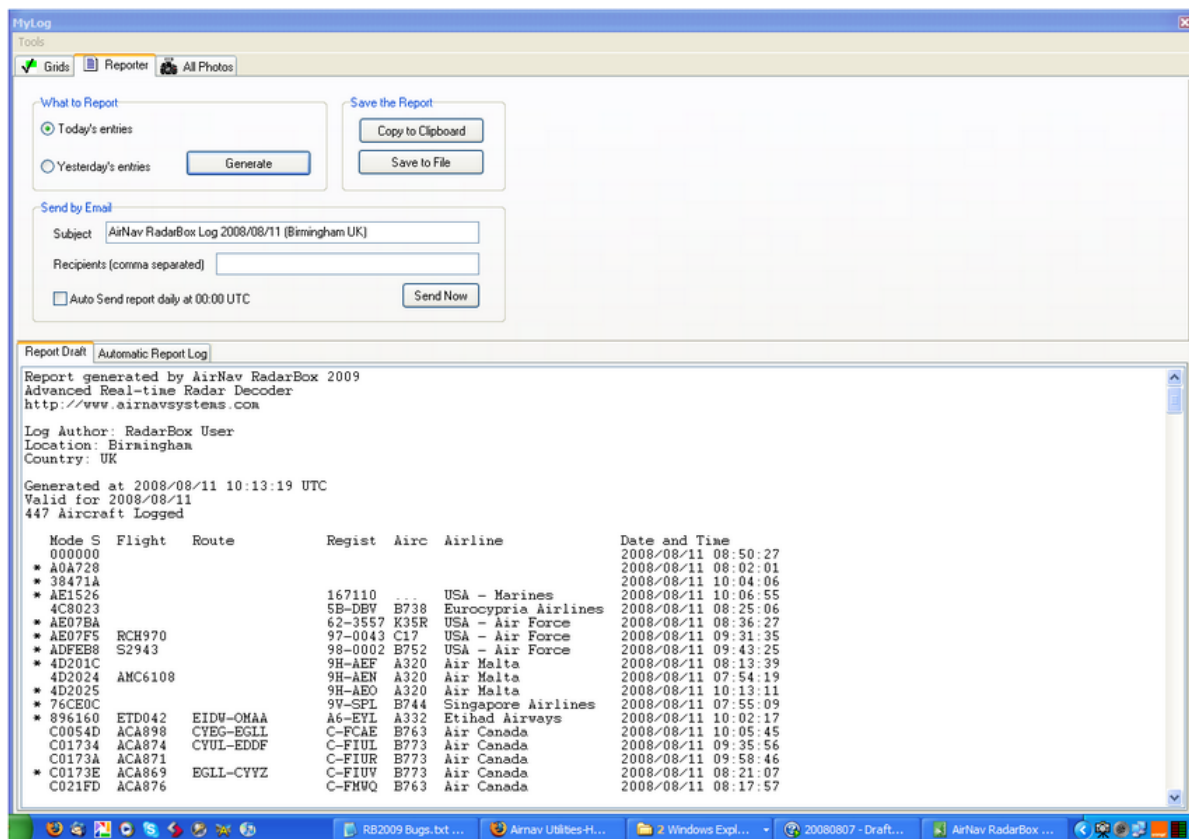 MyLog
Tools
Grids Reporter All Photos
What to Report
Today's entries
Yesterday's entries Generate
Save the Report
Copy to Clipboard
Save to File
Send by Email
Subject AirNav RadarBox Log 2008/08/11 (Birmingham UK)
Recipients (comma separated)
Auto Send report daily at 00:00 UTC Send Now
Report Draft Automatic Report Log
Report generated by AirNav RadarBox 2009
Advanced Real-time Radar Decoder
http://www.airnavsystems.com
Log Author: RadarBox User
Location: Birmingham
Country: UK
Generated at 2008/08/11 10:13:19 UTC
Valid for 2008/08/11
447 Aircraft Logged
Mode S Flight Route Regist Airc Airline Date and Time
000000 2008/08/11 08:50:27
* A0A728 2008/08/11 08:02:01
* 38471A 2008/08/11 10:04:06
* AE1526 167110 ... USA - Marines 2008/08/11 10:06:55
4C8023 5B-DBV B738 Eurocypria Airlines 2008/08/11 08:25:06
* AE07BA 62-3557 K35R USA - Air Force 2008/08/11 08:36:27
* AE07F5 RCH970 97-0043 C17 USA - Air Force 2008/08/11 09:31:35
* ADFEB8 S2943 98-0002 B752 USA - Air Force 2008/08/11 09:43:25
* 4D201C 9H-AEF A320 Air Malta 2008/08/11 08:13:39
4D2024 AMC6108 9H-AEN A320 Air Malta 2008/08/11 07:54:19
* 4D2025 9H-AEO A320 Air Malta 2008/08/11 10:13:11
* 76CE0C 9V-SPL B744 Singapore Airlines 2008/08/11 07:55:09
* 896160 ETD042 EIDW-OMAA A6-EYL A332 Etihad Airways 2008/08/11 10:02:17
C0054D ACA898 CYEG-EGLL C-FCAE B763 Air Canada 2008/08/11 10:05:45
C01734 ACA874 CYUL-EDDF C-FIUL B773 Air Canada 2008/08/11 09:35:56
C0173A ACA871 C-FIUR B773 Air Canada 2008/08/11 09:58:46
* C0173E ACA869 EGLL-CYYZ C-FIUV B773 Air Canada 2008/08/11 08:21:07
C021FD ACA876 C-FMWQ B763 Air Canada 2008/08/11 08:17:57
RB2009 Bugs.txt ... Airnav Utilities-H... 2 Windows Expl... 20080807 - Draft... AirNav RadarBox ...